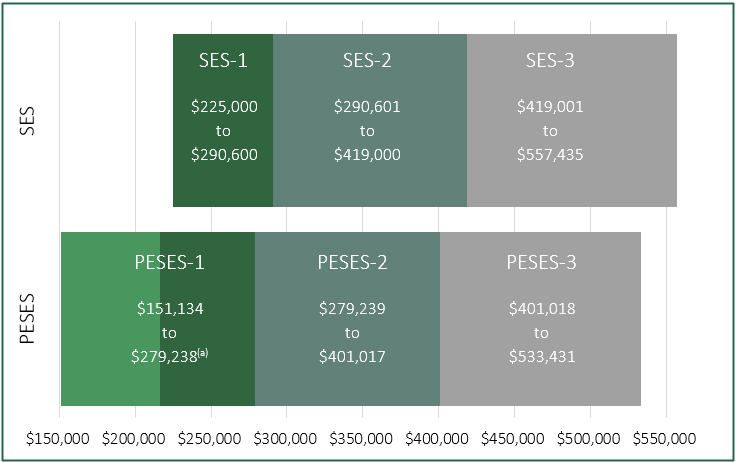 SES
SES-1
$225,000
to
$290,600
SES-2
$290,601
to
$419,000
SES-3
$419,001
to
$557,435
PESES
PESES-1
$151,134
to
$279,238(a)
PESES-2
$279,239
to
$401,017
PESES-3
$401,018
to
$533,431
$150,000 $200,000 $250,000 $300,000 $350,000 $400,000 $450,000 $500,000 $550,000